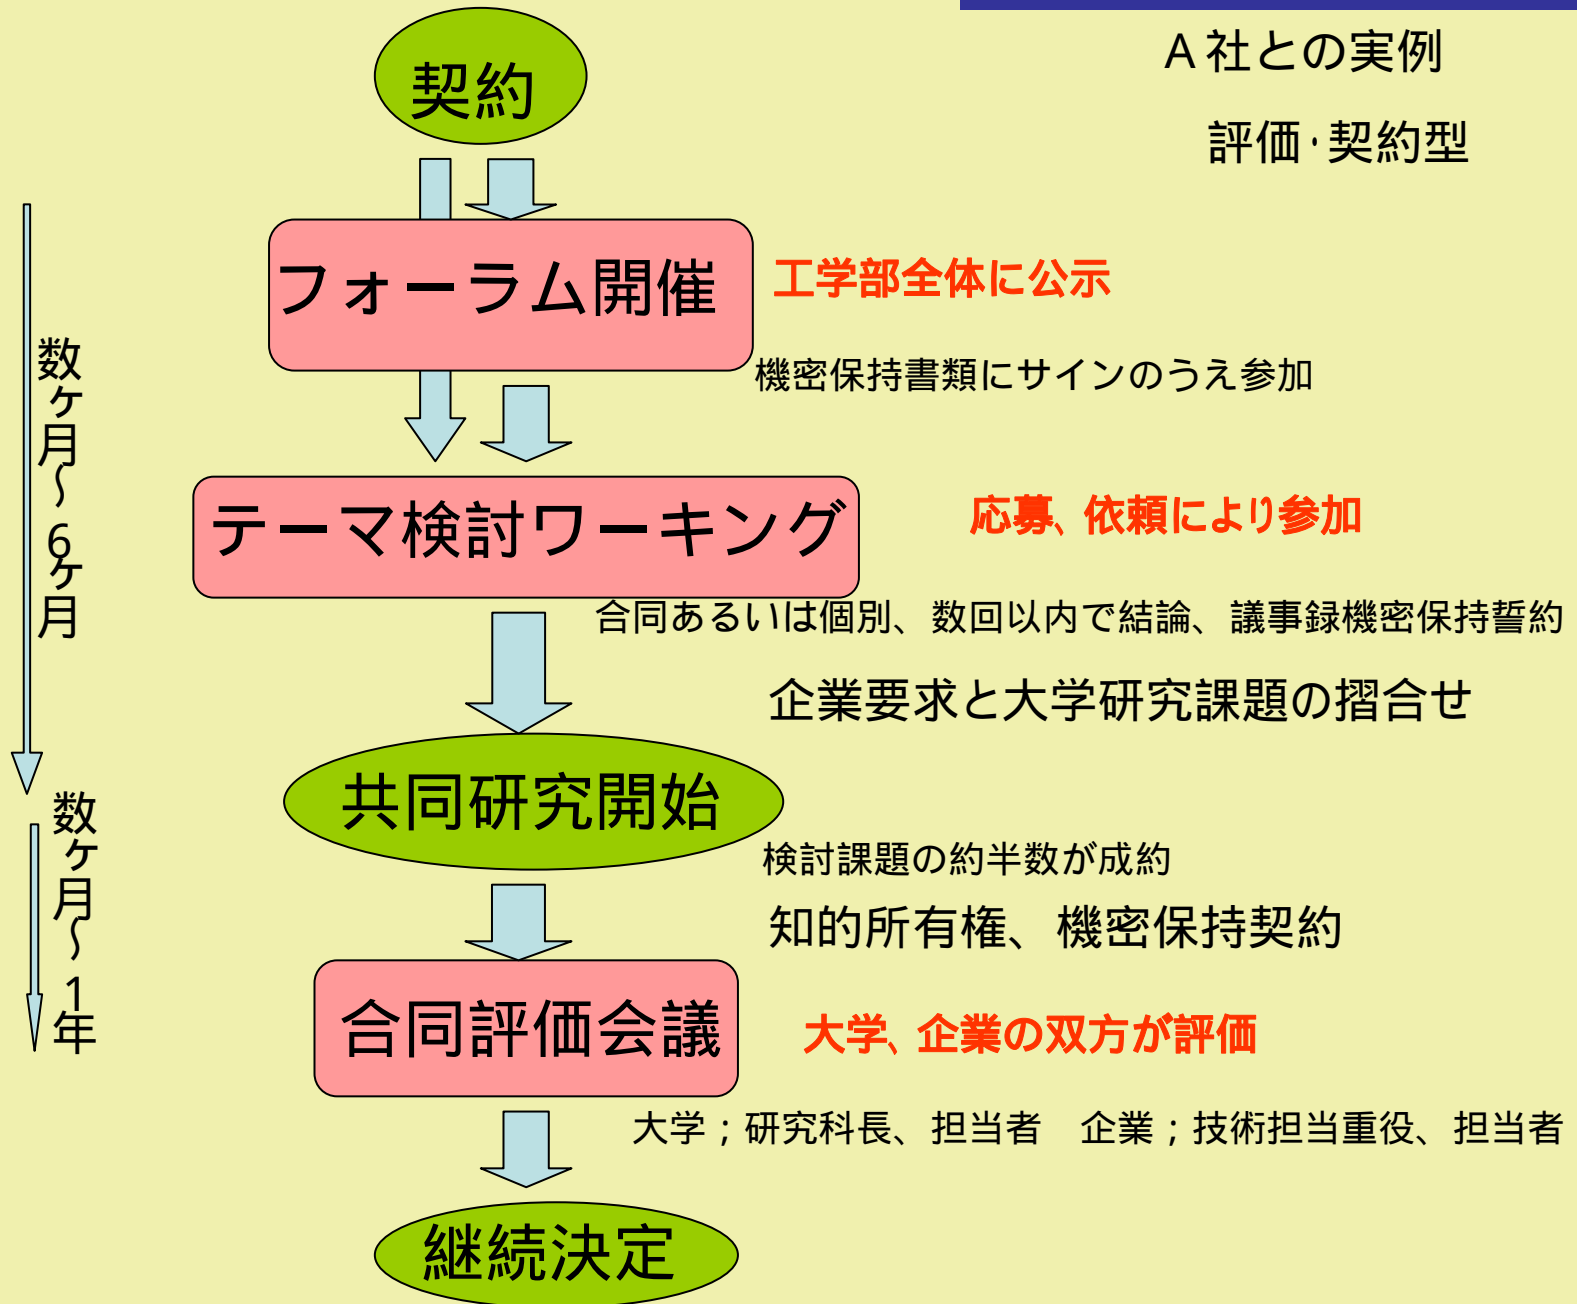 A社との実例
評価・契約型
契約
フォーラム開催
工学部全体に公示
機密保持書類にサインのうえ参加
テーマ検討ワーキング
応募、依頼により参加
合同あるいは個別、数回以内で結論、議事録機密保持誓約
企業要求と大学研究課題の摺合せ
数ヶ月〜6ヶ月
共同研究開始
検討課題の約半数が成約
知的所有権、機密保持契約
数ヶ月〜1年
合同評価会議
大学、企業の双方が評価
大学；研究科長、担当者　企業；技術担当重役、担当者
継続決定